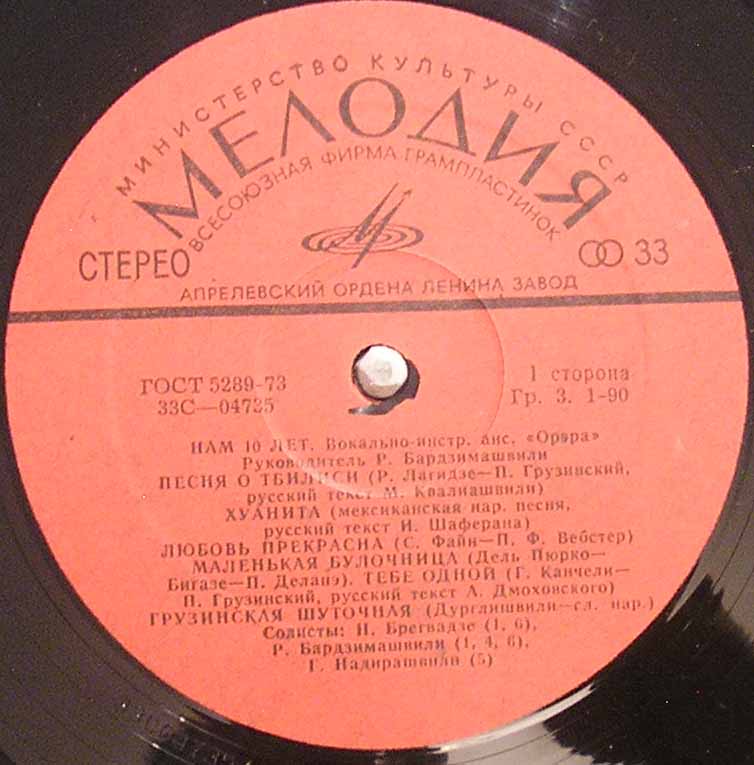 МИНИСТЕРСТВО КУЛЬТУРЫ СССР
МЕЛОДИЯ
ВСЕСОЮЗНАЯ ФИРМА ГРАМПЛАСТИНОК
СТЕРЕО
33
АПРЕЛЕВСКИЙ ОРДЕНА ЛЕНИНА ЗАВОД
ГОСТ 5289-73
33С—04735
1 сторона
Гр. 3. 1-90
НАМ 10 ЛЕТ. Вокально-инстр. анс. «Орэра»
Руководитель Р. Бардзимашвили
ПЕСНЯ О ТБИЛИСИ (Р. Лагидзе—П. Грузинский,
русский текст М. Квалиашвили)
ХУАНИТА (мексиканская нар. песня,
русский текст И. Шаферана)
ЛЮБОВЬ ПРЕКРАСНА (С. Файн—П. Ф. Вебстер)
МАЛЕНЬКАЯ БУЛОЧНИЦА (Дель Пюрко—
Бигазе—П. Деланэ). ТЕБЕ ОДНОЙ (Г. Канчели—
П. Грузинский, русский текст А. Дмоховского)
ГРУЗИНСКАЯ ШУТОЧНАЯ (Дурглишвили—сл. нар.)
Солисты: Н. Брегвадзе (1, 6),
Р. Бардзимашвили (1, 4, 6),
Г. Надирашвили (5)